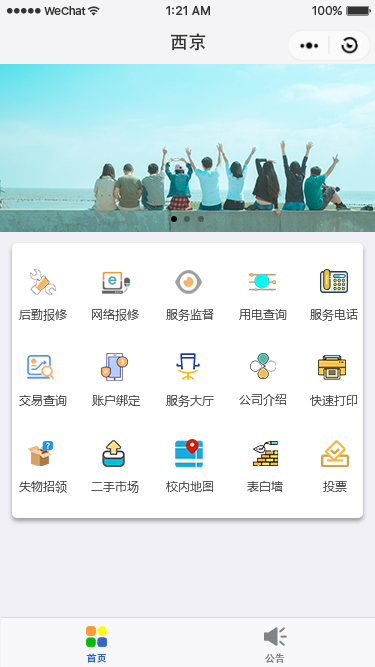 WeChat 1:21 AM 100%
西京
后勤报修 网络报修 服务监督 用电查询 服务电话
交易查询 账户绑定 服务大厅 公司介绍 快速打印
失物招领 二手市场 校内地图 表白墙 投票
首页 公告